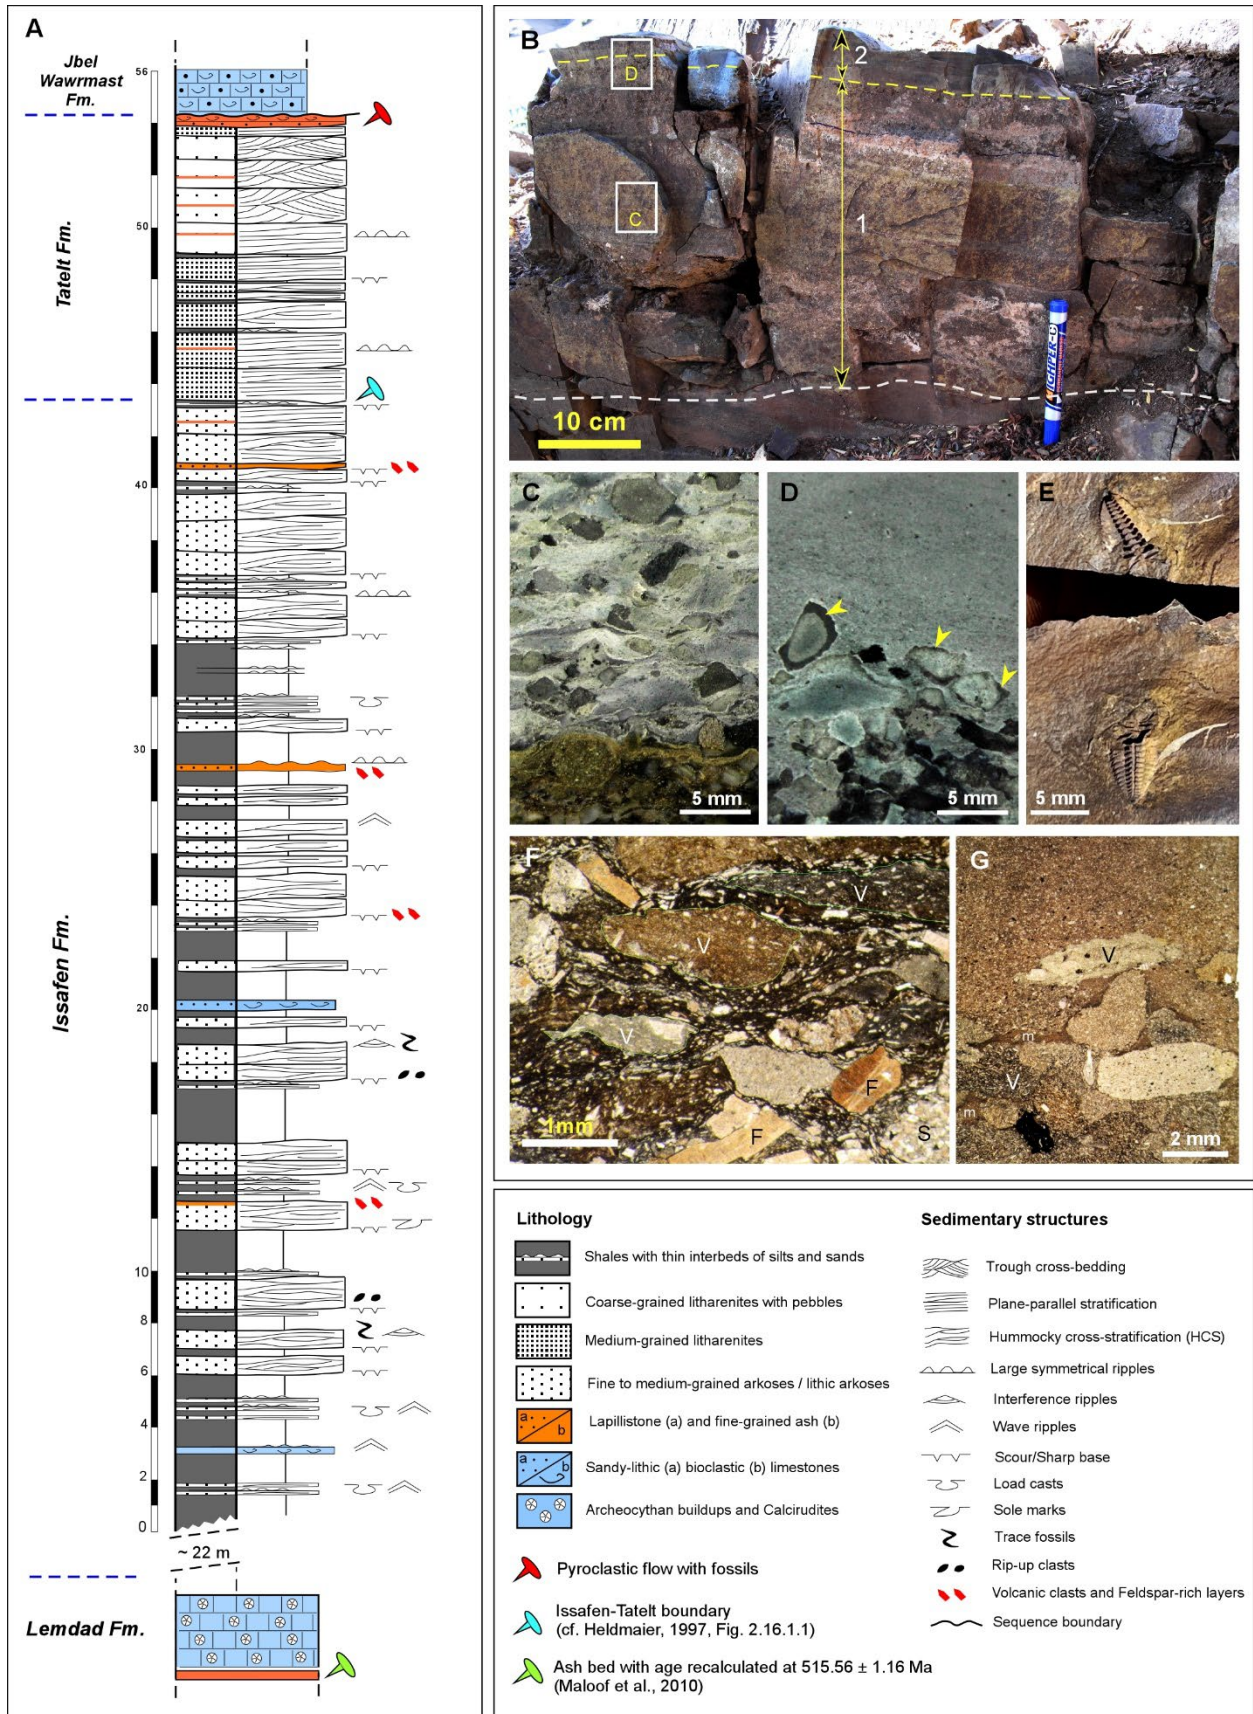 A
Jbel
Wawrmast
Fm.
Tatelt Fm.
Issafen Fm.
Lemdad Fm.
56
50
40
30
20
10
8
6
4
2
0
~ 22 m
B
D
C
2
1
10 cm
C
5 mm
D
5 mm
E
5 mm
F
V
V
V
F
F
S
1mm
G
V
m
V
m
2 mm
Lithology
Shales with thin interbeds of silts and sands
Coarse-grained litharenites with pebbles
Medium-grained litharenites
Fine to medium-grained arkoses / lithic arkoses
a
b
Lapillistone (a) and fine-grained ash (b)
a
b
Sandy-lithic (a) bioclastic (b) limestones
Archeocythan buildups and Calcirudites
Pyroclastic flow with fossils
Issafen-Tatelt boundary
(cf. Heldmaier, 1997, Fig. 2.16.1.1)
Ash bed with age recalculated at 515.56 ± 1.16 Ma
(Maloof et al., 2010)
Sedimentary structures
Trough cross-bedding
Plane-parallel stratification
Hummocky cross-stratification (HCS)
Large symmetrical ripples
Interference ripples
Wave ripples
Scour/Sharp base
Load casts
Sole marks
Trace fossils
Rip-up clasts
Volcanic clasts and Feldspar-rich layers
Sequence boundary